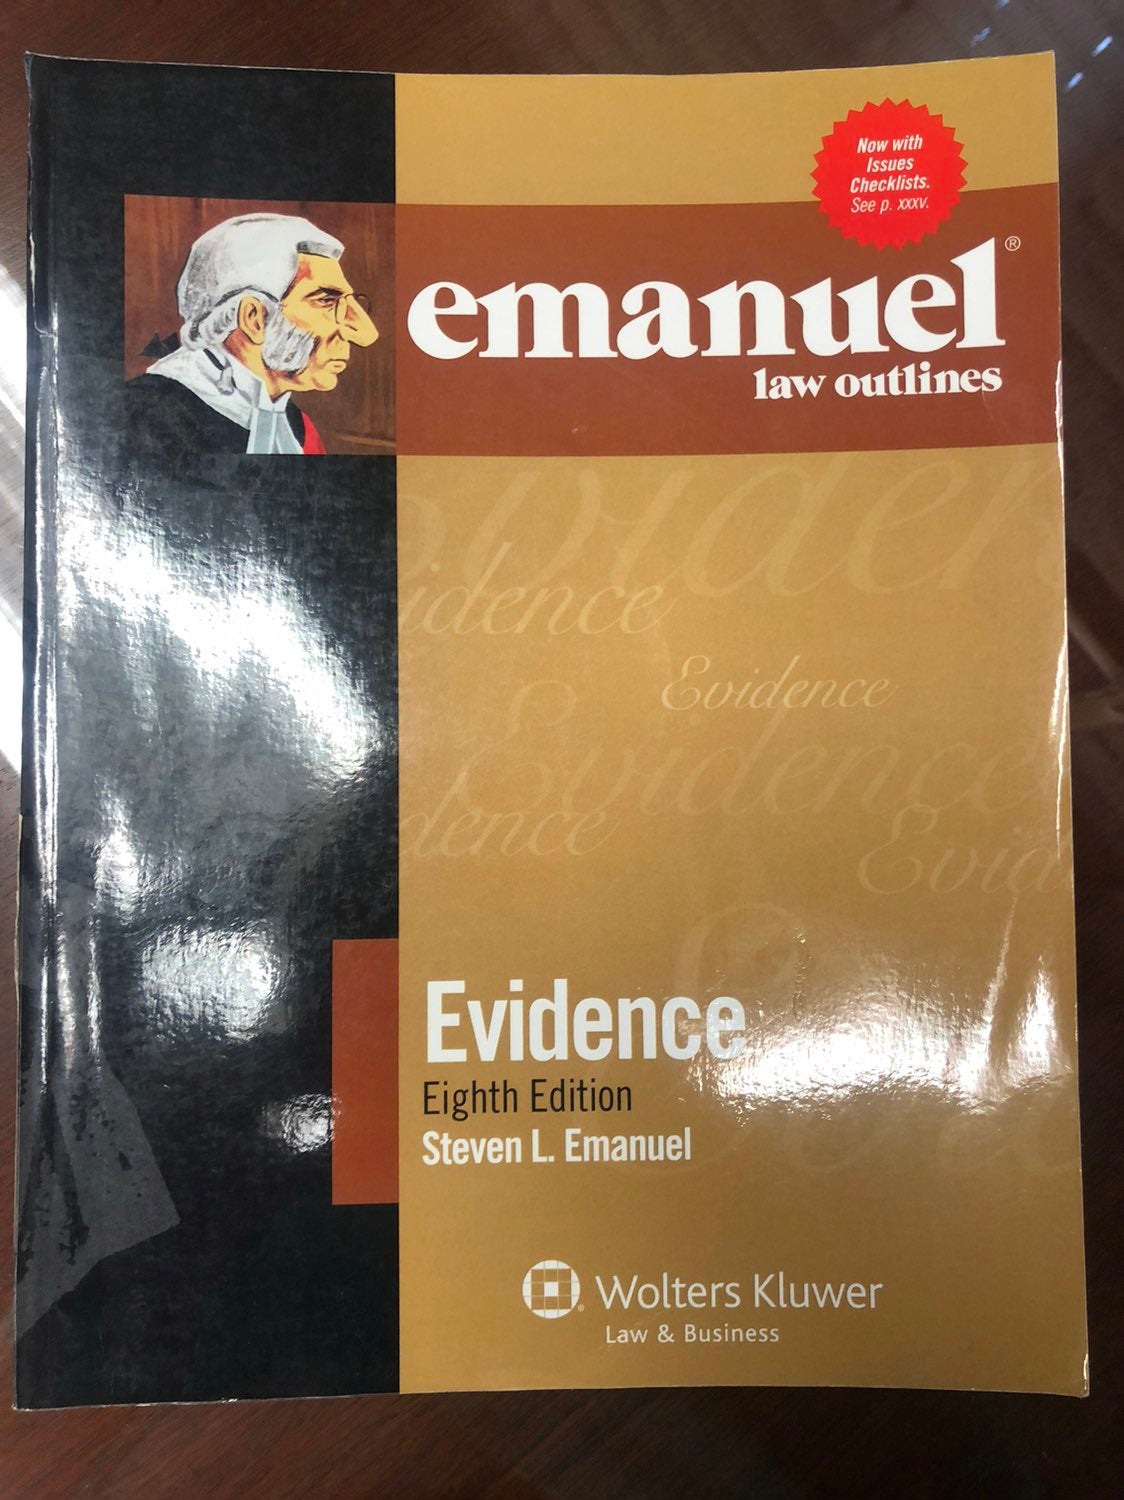 Now with
Issues
Checklists.
See p. xxxv.
emanuel®
law outlines
Evidence
Evidence
Evidence
Evidence
Eighth Edition
Steven L. Emanuel
Wolters Kluwer
Law & Business